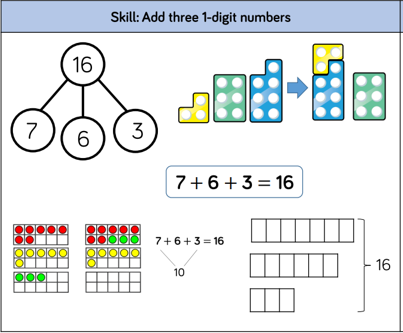 Skill: Add three 1-digit numbers
16
7 6 3
7 + 6 + 3 = 16
7 + 6 + 3 = 16
10
16